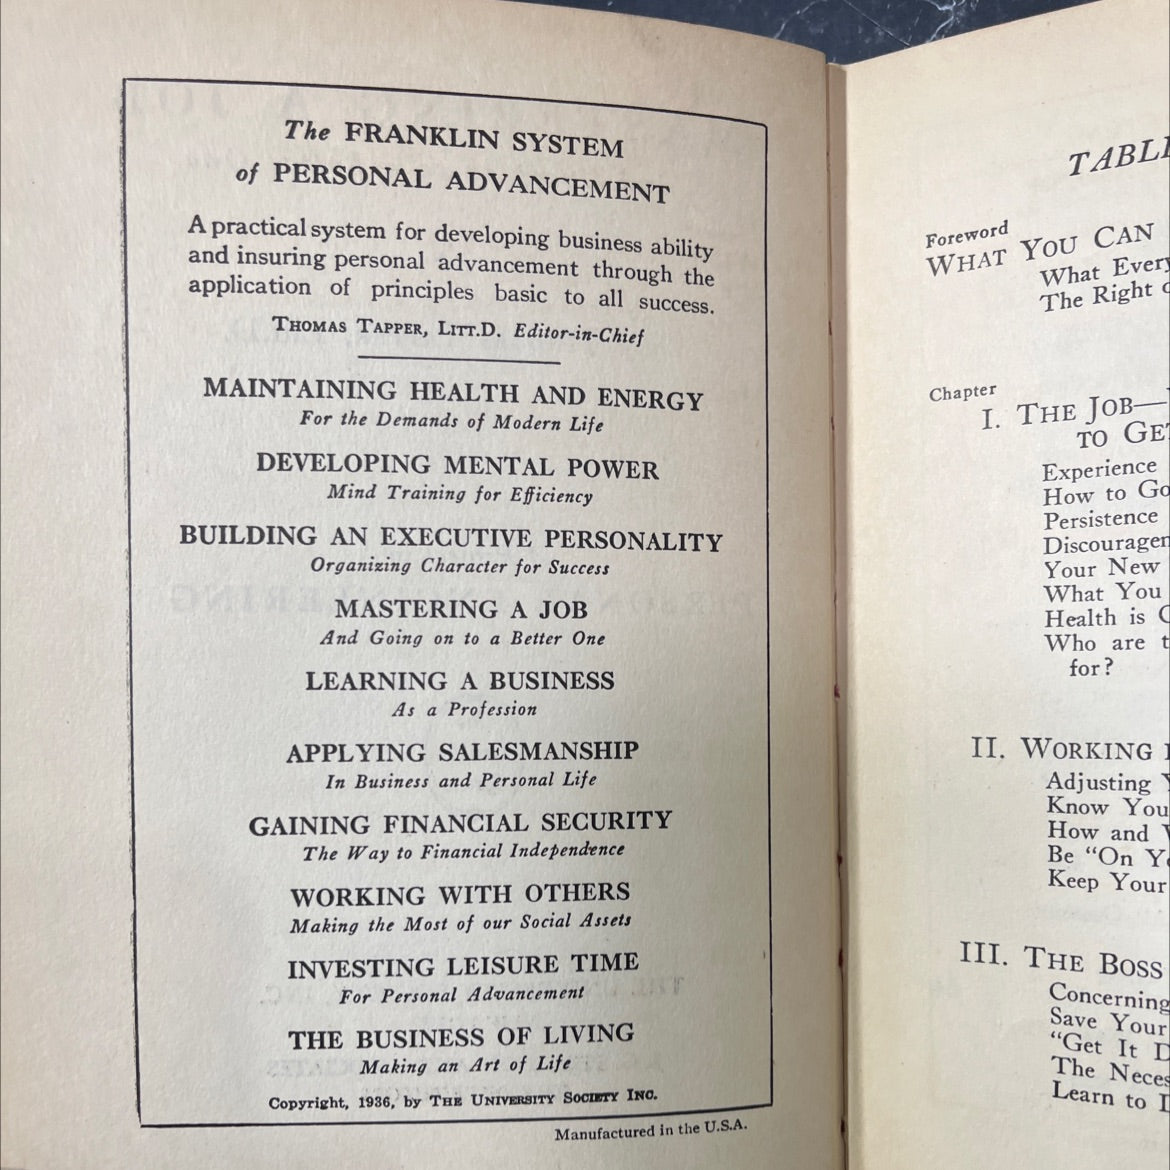 The FRANKLIN SYSTEM
of PERSONAL ADVANCEMENT
A practical system for developing business ability
and insuring personal advancement through the
application of principles basic to all success.
THOMAS TAPPER, LITT.D. Editor-in-Chief
MAINTAINING HEALTH AND ENERGY
For the Demands of Modern Life
DEVELOPING MENTAL POWER
Mind Training for Efficiency
BUILDING AN EXECUTIVE PERSONALITY
Organizing Character for Success
MASTERING A JOB
And Going on to a Better One
LEARNING A BUSINESS
As a Profession
APPLYING SALESMANSHIP
In Business and Personal Life
GAINING FINANCIAL SECURITY
The Way to Financial Independence
WORKING WITH OTHERS
Making the Most of our Social Assets
INVESTING LEISURE TIME
For Personal Advancement
THE BUSINESS OF LIVING
Making an Art of Life
Copyright, 1936, by THE UNIVERSITY SOCIETY INC.
Manufactured in the U.S.A.
TABL
Foreword
WHAT YOU CAN
What Every
The Right
Chapter
I. THE JOB—
TO GET
Experience
How to Go
Persistence
Discouragem
Your New
What You
Health is
Who are t
for?
II. WORKING
Adjusting
Know You
How and
Be "On Yo
Keep Your
III. THE BOSS
Concerning
Save Your
"Get It D
The Neces
Learn to